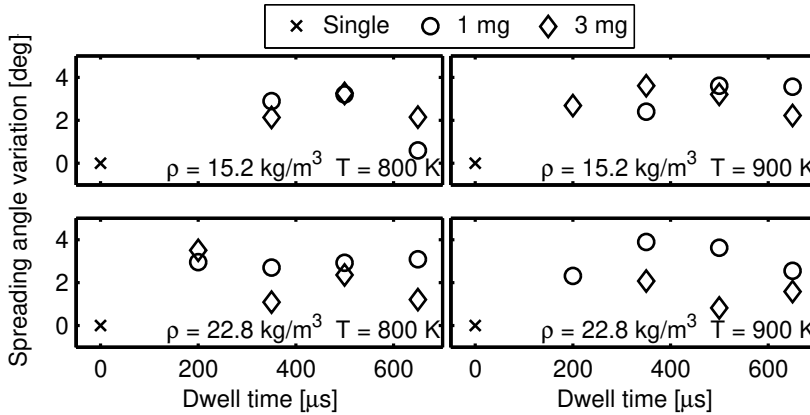 Single 1 mg 3 mg
Spreading angle variation [deg]
4
2
0
ρ = 15.2 kg/m³ T = 800 K
ρ = 15.2 kg/m³ T = 900 K
4
2
0
ρ = 22.8 kg/m³ T = 800 K
ρ = 22.8 kg/m³ T = 900 K
0 200 400 600
0 200 400 600
Dwell time [μs]
Dwell time [μs]